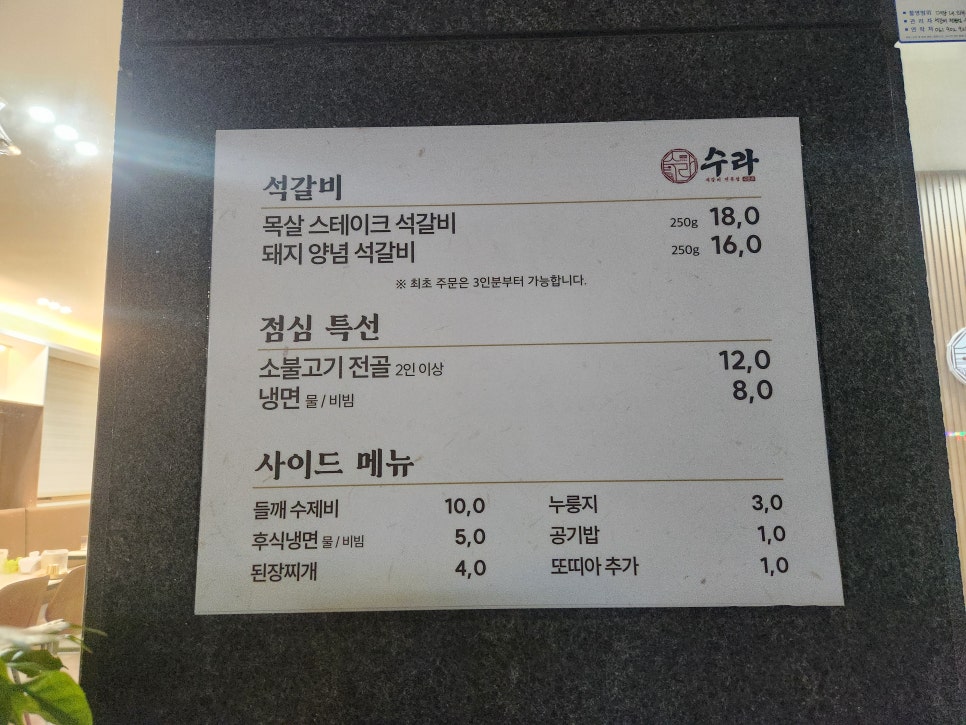 수라
석갈비
목살 스테이크 석갈비 250g 18,0
돼지 양념 석갈비 250g 16,0
※ 최초 주문은 3인분부터 가능합니다.
점심 특선
소불고기 전골 2인 이상 12,0
냉면 물 / 비빔 8,0
사이드 메뉴
들깨 수제비 10,0 누룽지 3,0
후식냉면 물 / 비빔 5,0 공기밥 1,0
된장찌개 4,0 또띠아 추가 1,0